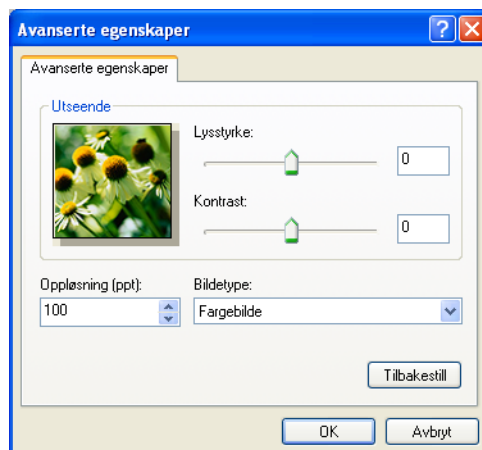 Avanserte egenskaper
Avanserte egenskaper
Utseende
Lysstyrke:
0
Kontrast:
0
Oppløsning (ppt):
Bildetype:
100
Fargebilde
Tilbakestill
OK
Avbryt